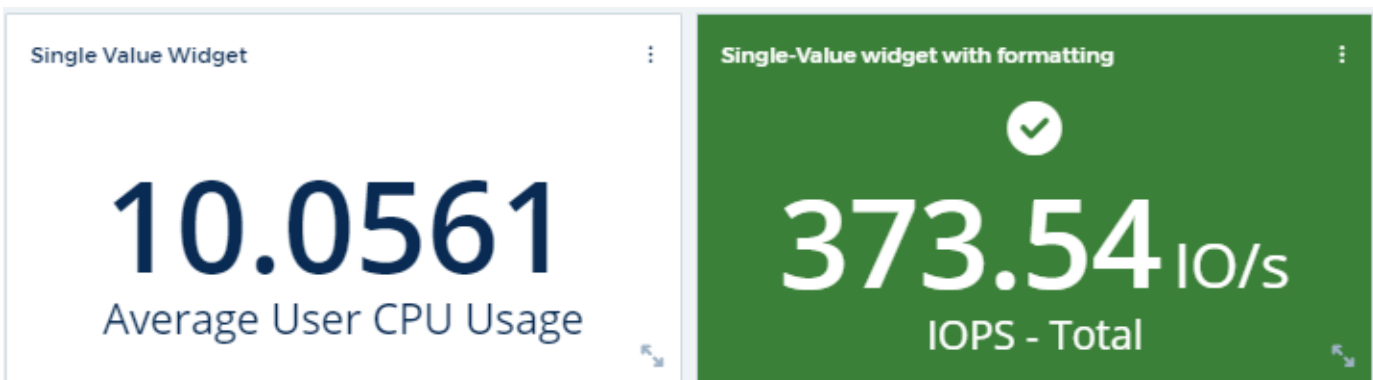 Single Value Widget
10.0561
Average User CPU Usage
Single-Value widget with formatting
373.54 IO/s
IOPS - Total